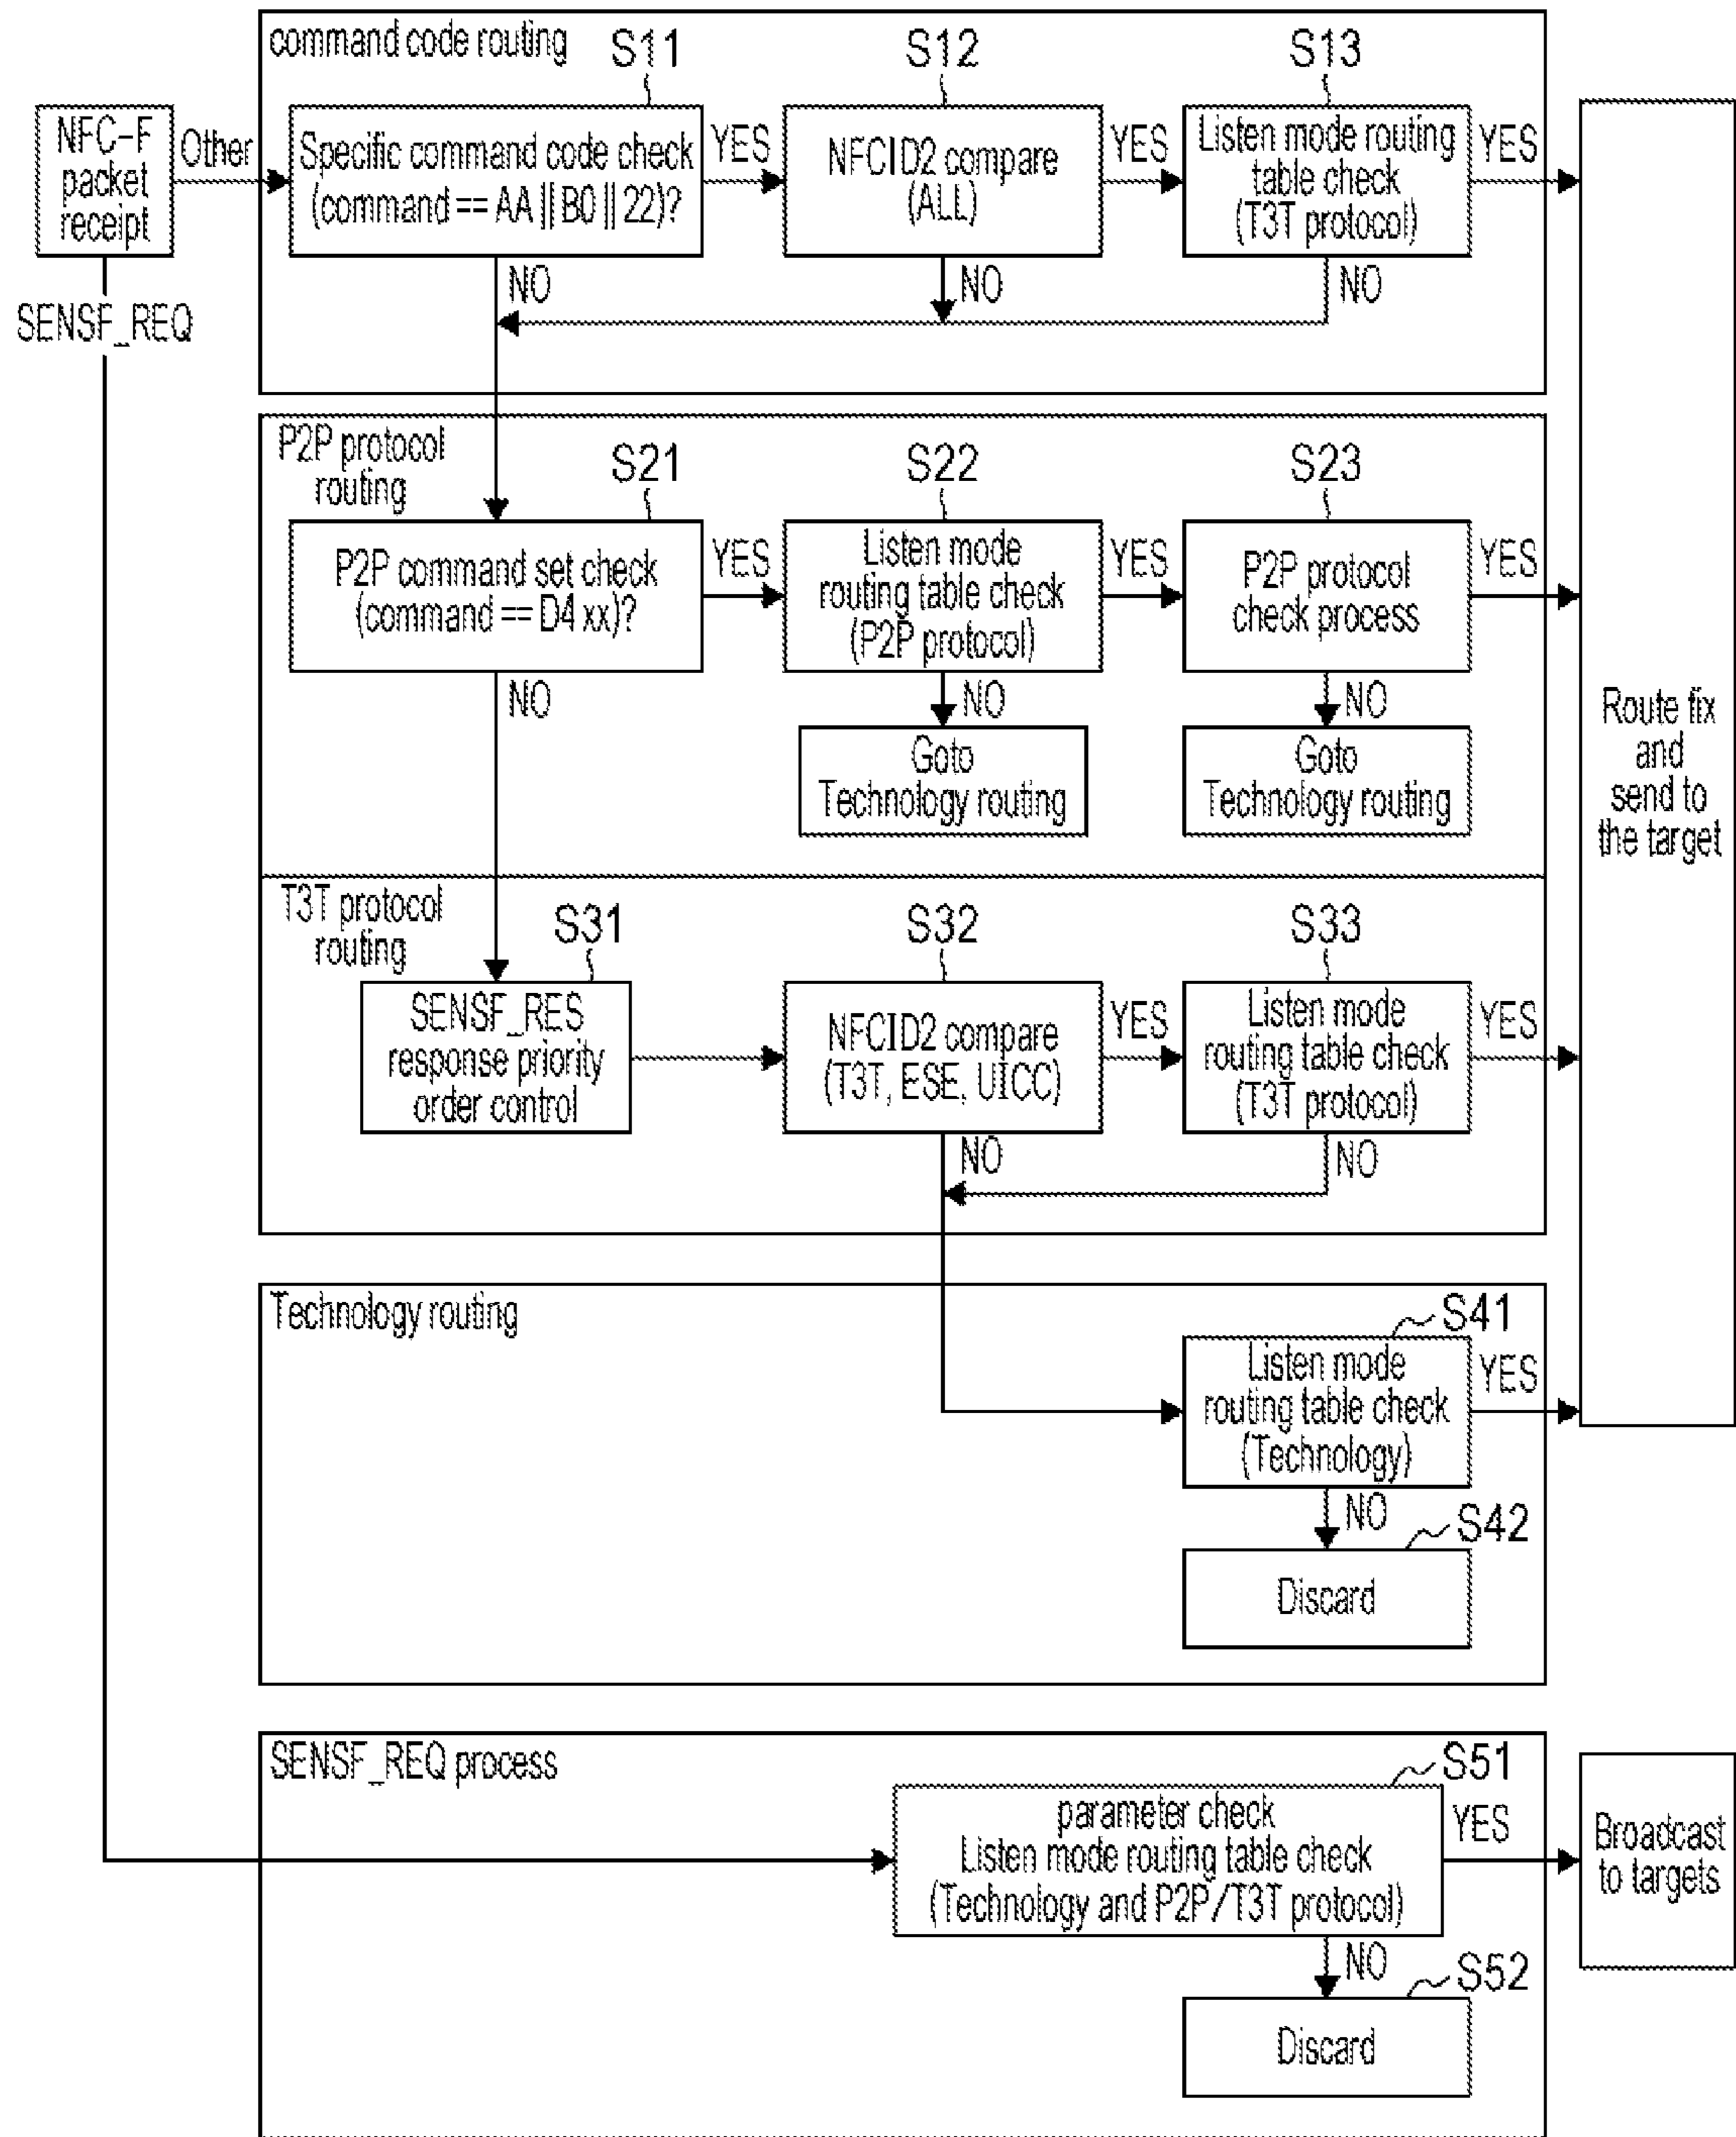 command code routing
S11
S12
S13
NFC-F
packet
receipt
Other
SENSF_REQ
Specific command code check
(command == AA || B0 || 22)?
YES
NO
NFCID2 compare
(ALL)
YES
NO
Listen mode routing
table check
(T3T protocol)
YES
NO
P2P protocol
routing
S21
S22
S23
P2P command set check
(command == D4 xx)?
YES
NO
Listen mode
routing table check
(P2P protocol)
YES
NO
P2P protocol
check process
YES
NO
Goto
Technology routing
Goto
Technology routing
Route fix
and
send to
the target
T3T protocol
routing
S31
S32
S33
SENSF_RES
response priority
order control
NFCID2 compare
(T3T, ESE, UICC)
YES
NO
Listen mode
routing table check
(T3T protocol)
YES
NO
Technology routing
S41
Listen mode
routing table check
(Technology)
YES
NO
S42
Discard
SENSF_REQ process
S51
parameter check
Listen mode routing table check
(Technology and P2P/T3T protocol)
YES
NO
Broadcast
to targets
S52
Discard